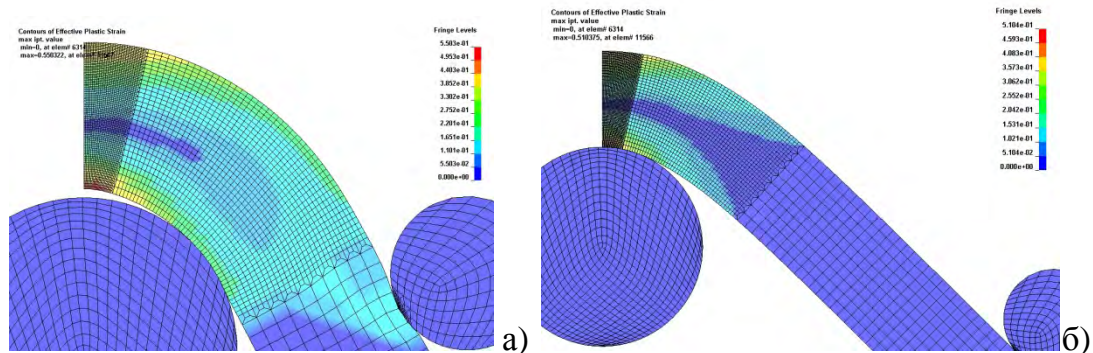 Contours of Effective Plastic Strain
max ipt. value
min=0, at elem# 6314
max=0.550322, at elem#
Fringe Levels
5.503e-01
4.953e-01
4.403e-01
3.852e-01
3.302e-01
2.752e-01
2.201e-01
1.651e-01
1.101e-01
5.503e-02
0.000e+00
а)
Contours of Effective Plastic Strain
max ipt. value
min=0, at elem# 6314
max=0.510375, at elem# 11566
Fringe Levels
5.104e-01
4.593e-01
4.083e-01
3.573e-01
3.062e-01
2.552e-01
2.042e-01
1.531e-01
1.021e-01
5.104e-02
0.000e+00
б)